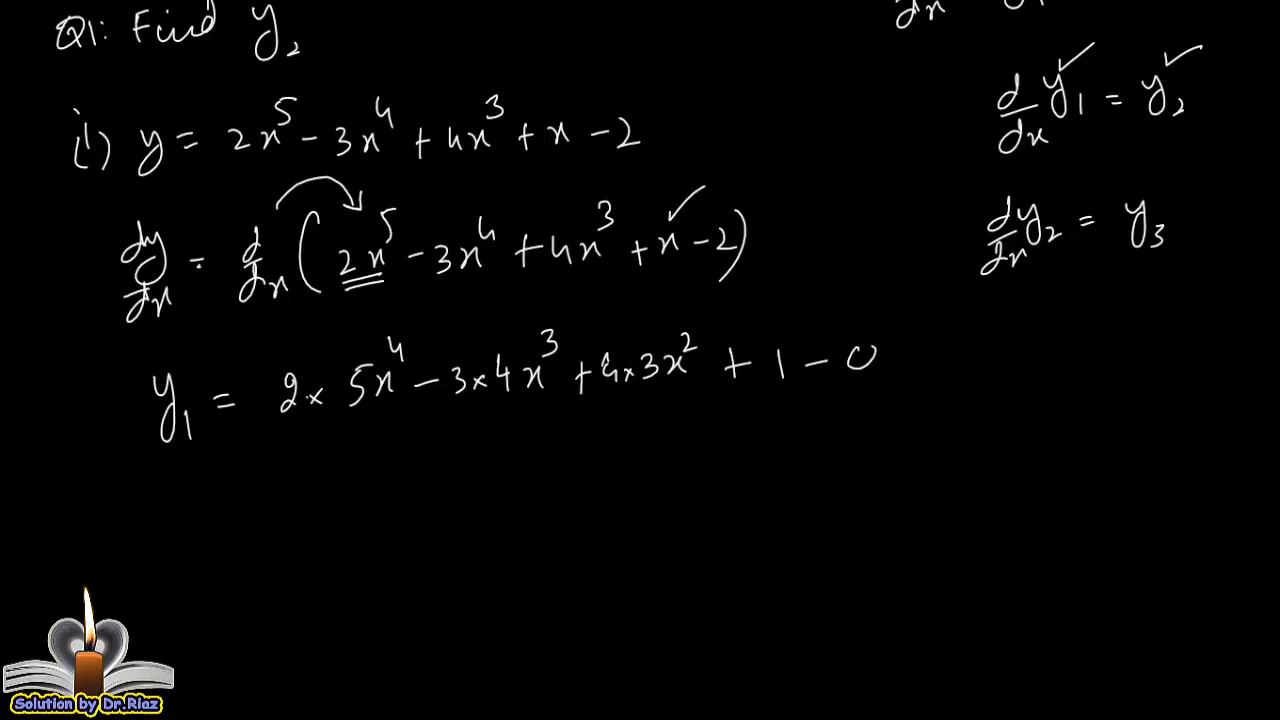 Q1: Find y₂
(i) y = 2x⁵ - 3x⁴ + 4x³ + x - 2
dy/dx = d/dx (2x⁵ - 3x⁴ + 4x³ + x - 2)
y₁ = 2 × 5x⁴ - 3×4x³ + 4×3x² + 1 - 0
d/dx y₁ = y₂
d/dx y₂ = y₃
Solution by Dr.Riaz